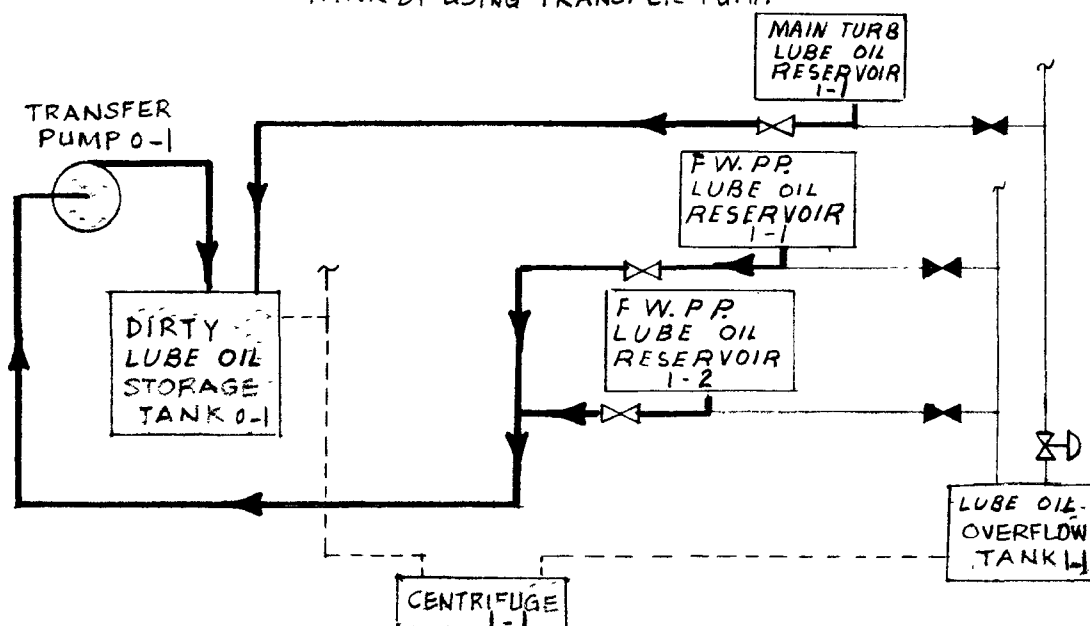 TANK BY USING TRANSFER PUMP
MAIN TURB
LUBE OIL
RESERVOIR
1-1
TRANSFER
PUMP 0-1
F W. P P.
LUBE OIL
RESERVOIR
1-1
F W. P P.
LUBE OIL
RESERVOIR
1-2
DIRTY
LUBE OIL
STORAGE
TANK 0-1
LUBE OIL
OVERFLOW
TANK 1-1
CENTRIFUGE
1-1